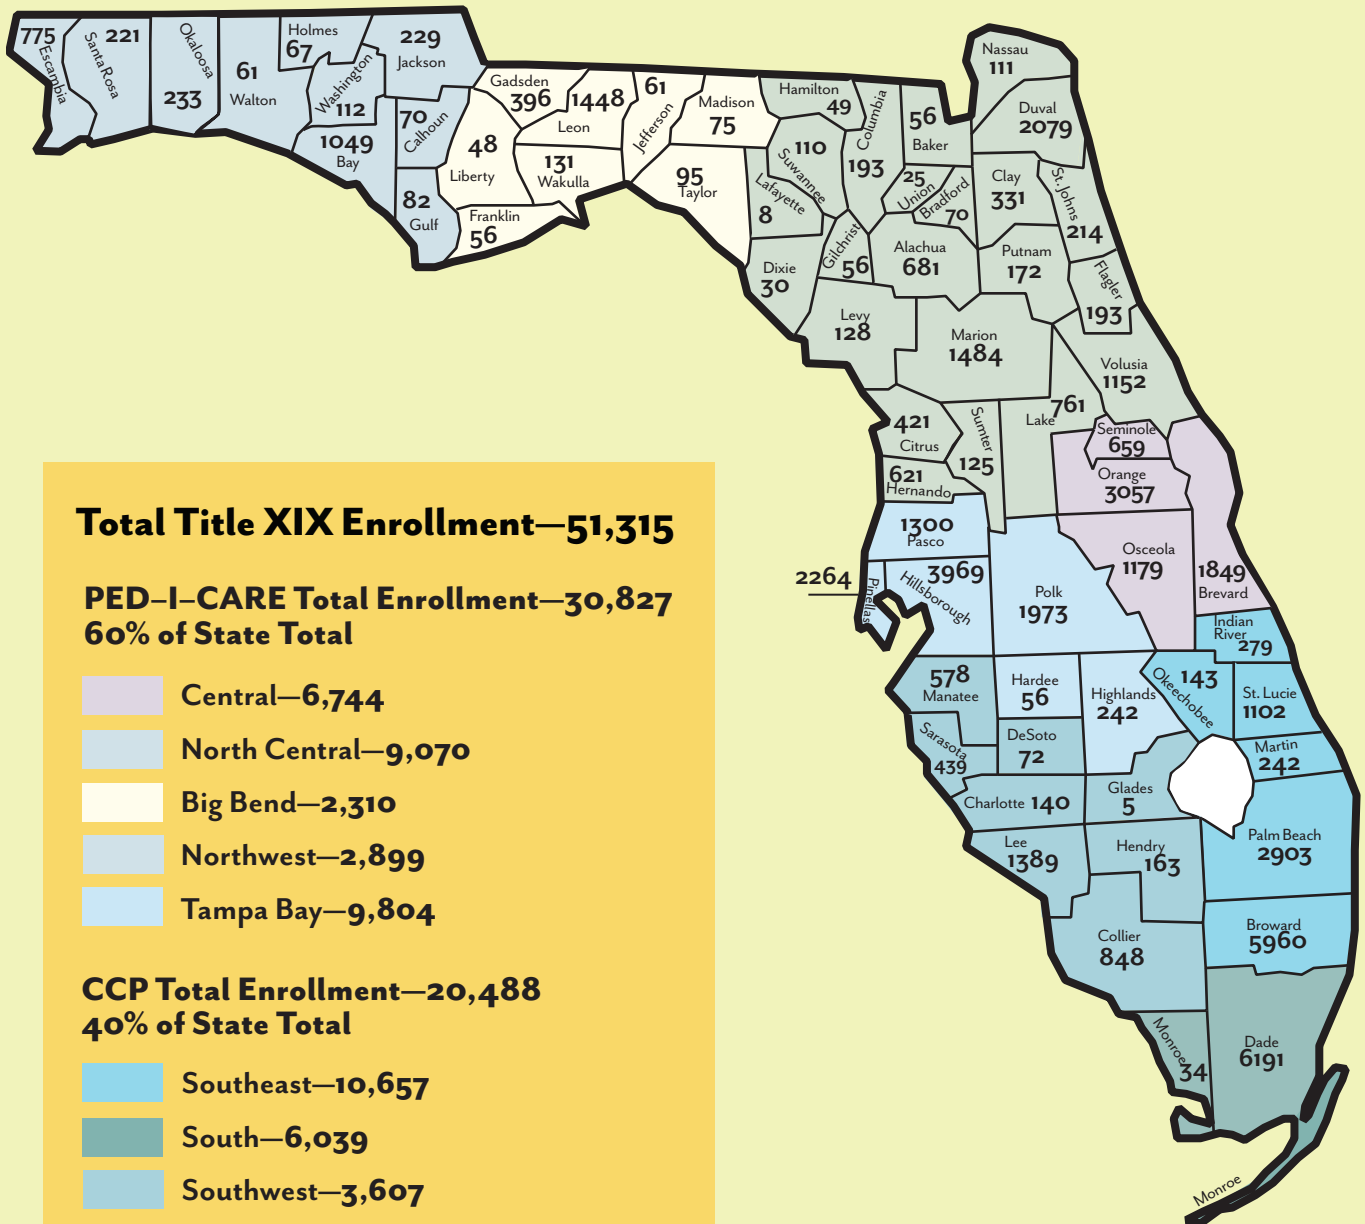 775
Escambia
Santa Rosa
221
Okaloosa
233
61
Walton
Holmes
67
Washington
112
229
Jackson
1049
Bay
70
Calhoun
82
Gulf
Gadsden
396
48
Liberty
1448
Leon
131
Wakulla
Franklin
56
61
Jefferson
Madison
75
95
Taylor
Hamilton
49
110
Suwannee
Lafayette
8
Columbia
193
56
Baker
Nassau
111
Duval
2079
25
Union
Bradford
70
Clay
331
St. Johns
214
Dixie
30
Gilchrist
56
Alachua
681
Putnam
172
Flagler
193
Levy
128
Marion
1484
Volusia
1152
421
Citrus
Sumter
125
761
Lake
Seminole
659
621
Hernando
Orange
3057
1300
Pasco
Osceola
1179
1849
Brevard
2264
Pinellas
3969
Hillsborough
Polk
1973
Indian
River
279
578
Manatee
Hardee
56
Highlands
242
143
Okeechobee
St. Lucie
1102
Sarasota
439
DeSoto
72
Martin
242
Charlotte 140
Glades
5
Palm Beach
2903
Lee
1389
Hendry
163
Collier
848
Broward
5960
Monroe
34
Dade
6191
Monroe
Total Title XIX Enrollment—51,315
PED–I–CARE Total Enrollment—30,827
60% of State Total
Central—6,744
North Central—9,070
Big Bend—2,310
Northwest—2,899
Tampa Bay—9,804
CCP Total Enrollment—20,488
40% of State Total
Southeast—10,657
South—6,039
Southwest—3,607